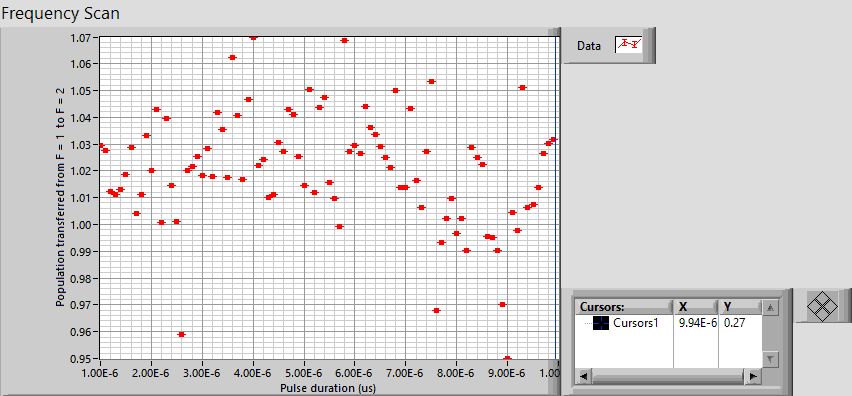 Frequency Scan
Population transferred from F = 1 to F = 2
1.07
1.06
1.05
1.04
1.03
1.02
1.01
1.00
0.99
0.98
0.97
0.96
0.95
1.00E-6 2.00E-6 3.00E-6 4.00E-6 5.00E-6 6.00E-6 7.00E-6 8.00E-6 9.00E-6 1.00
Pulse duration (us)
Data
Cursors: X Y
Cursors1 9.94E-6 0.27